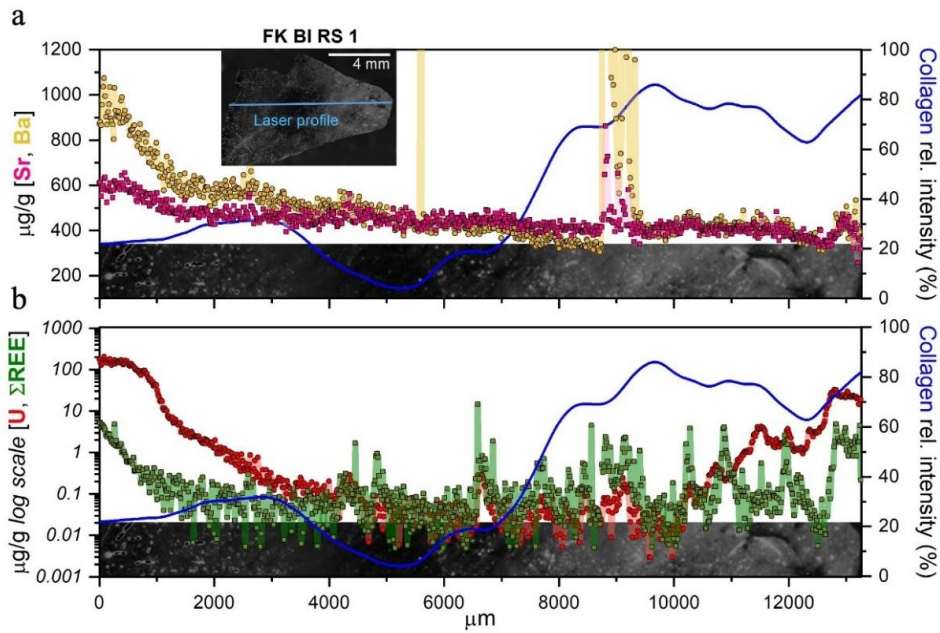 a
FK BI RS 1
4 mm
Laser profile
1200
1000
800
600
400
200
µg/g [Sr, Ba]
100
80
60
40
20
0
Collagen rel. intensity (%)
b
1000
100
10
1
0.1
0.01
0.001
µg/g log scale [U, ΣREE]
100
80
60
40
20
0
Collagen rel. intensity (%)
0 2000 4000 6000 8000 10000 12000
µm